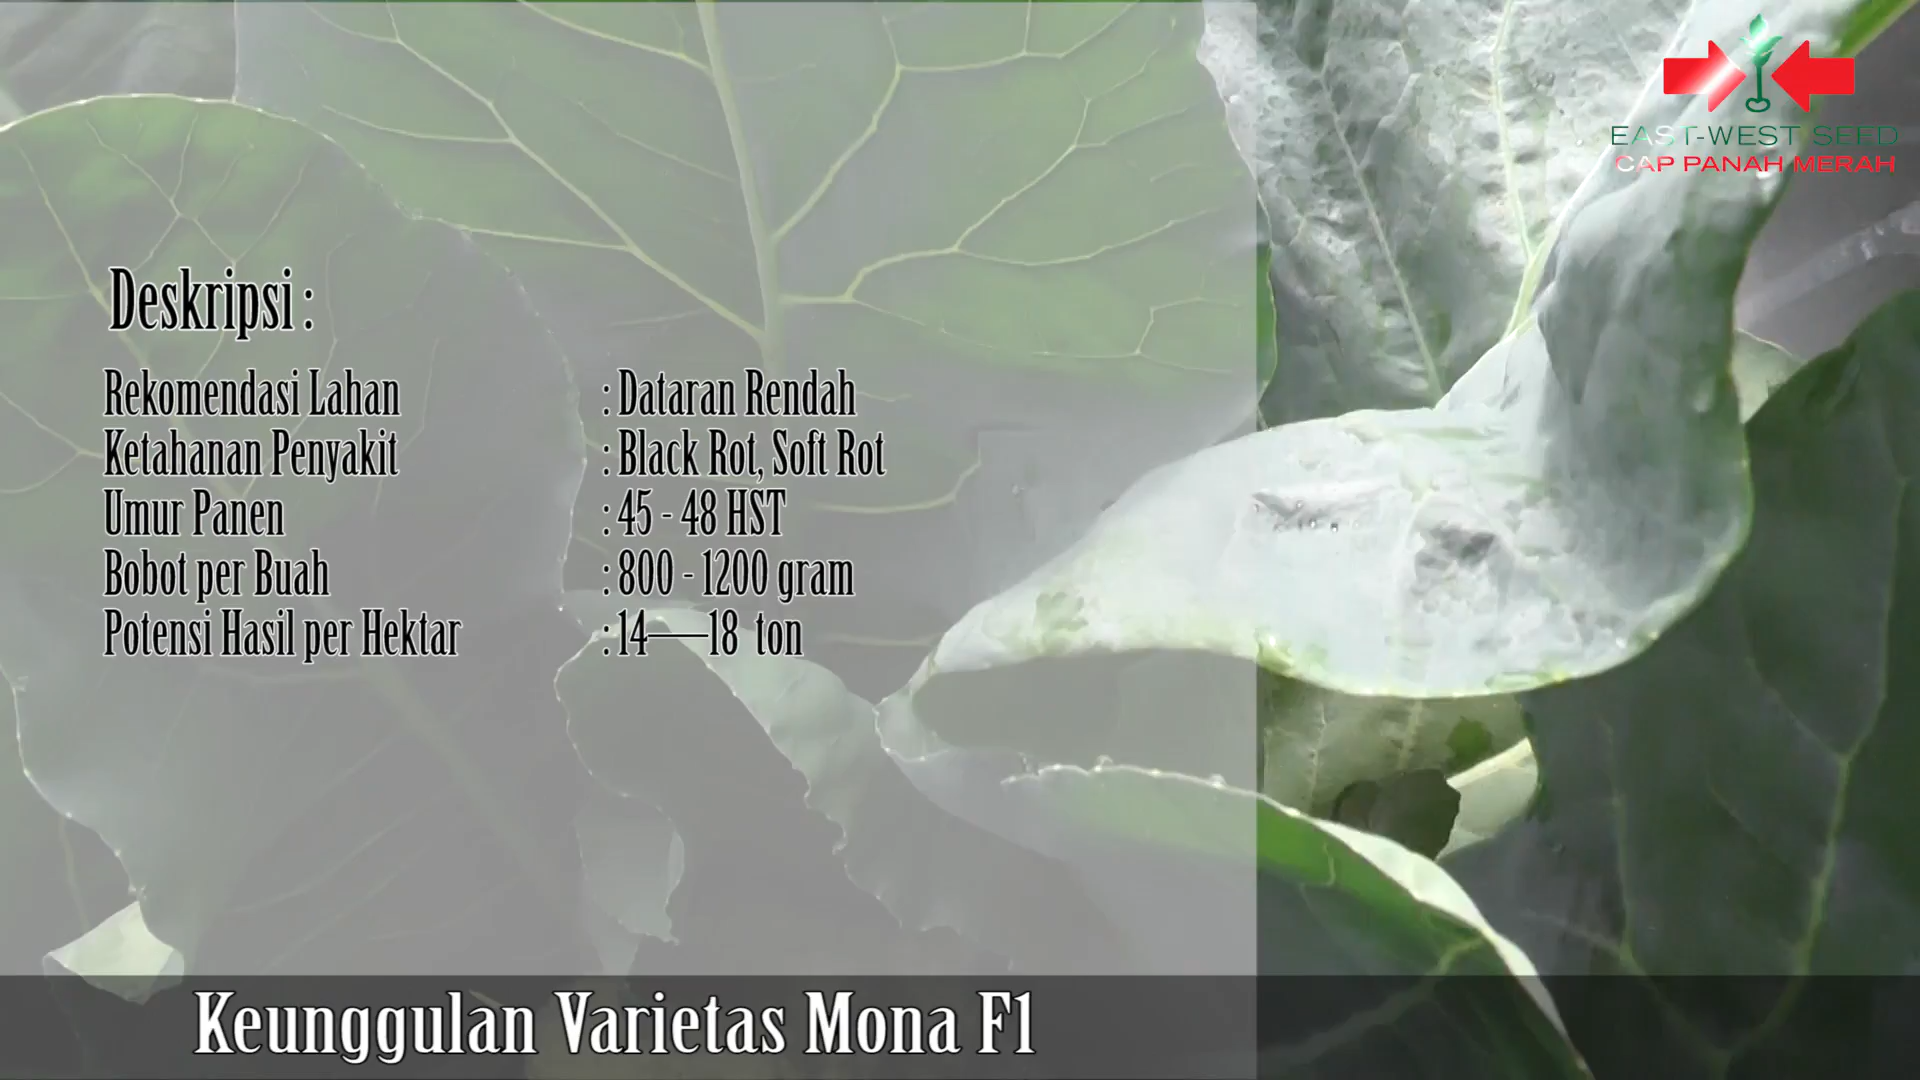 EAST-WEST SEED
CAP PANAH MERAH
Deskripsi :
Rekomendasi Lahan : Dataran Rendah
Ketahanan Penyakit : Black Rot, Soft Rot
Umur Panen : 45 - 48 HST
Bobot per Buah : 800 - 1200 gram
Potensi Hasil per Hektar : 14—18 ton
Keunggulan Varietas Mona F1